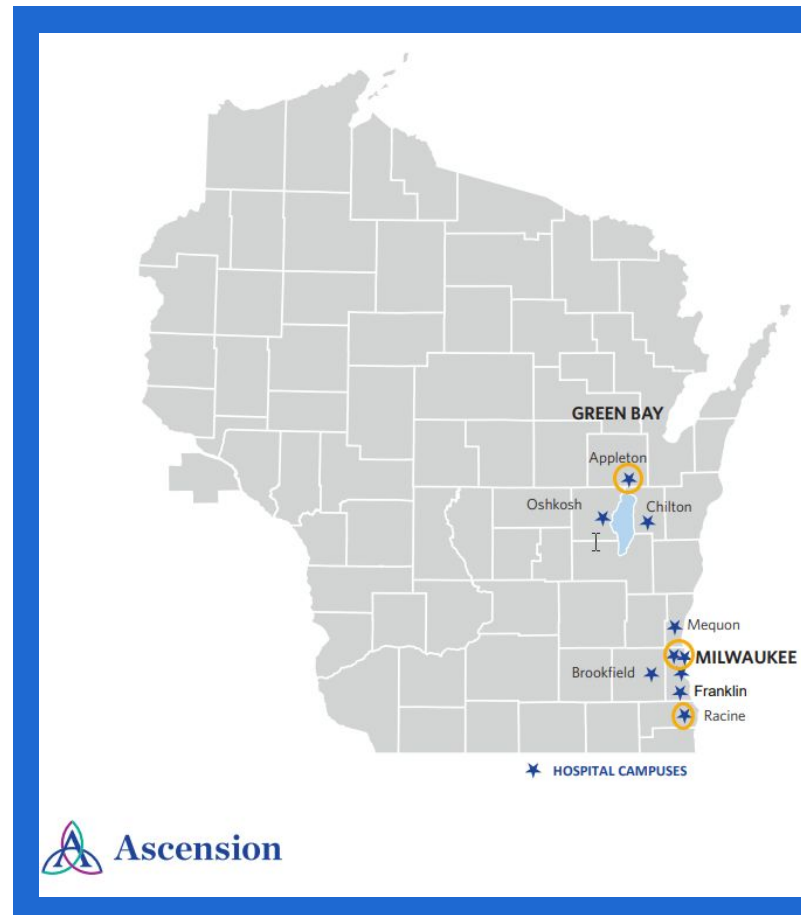 GREEN BAY
Appleton
Oshkosh
Chilton
Mequon
MILWAUKEE
Brookfield
Franklin
Racine
HOSPITAL CAMPUSES
Ascension